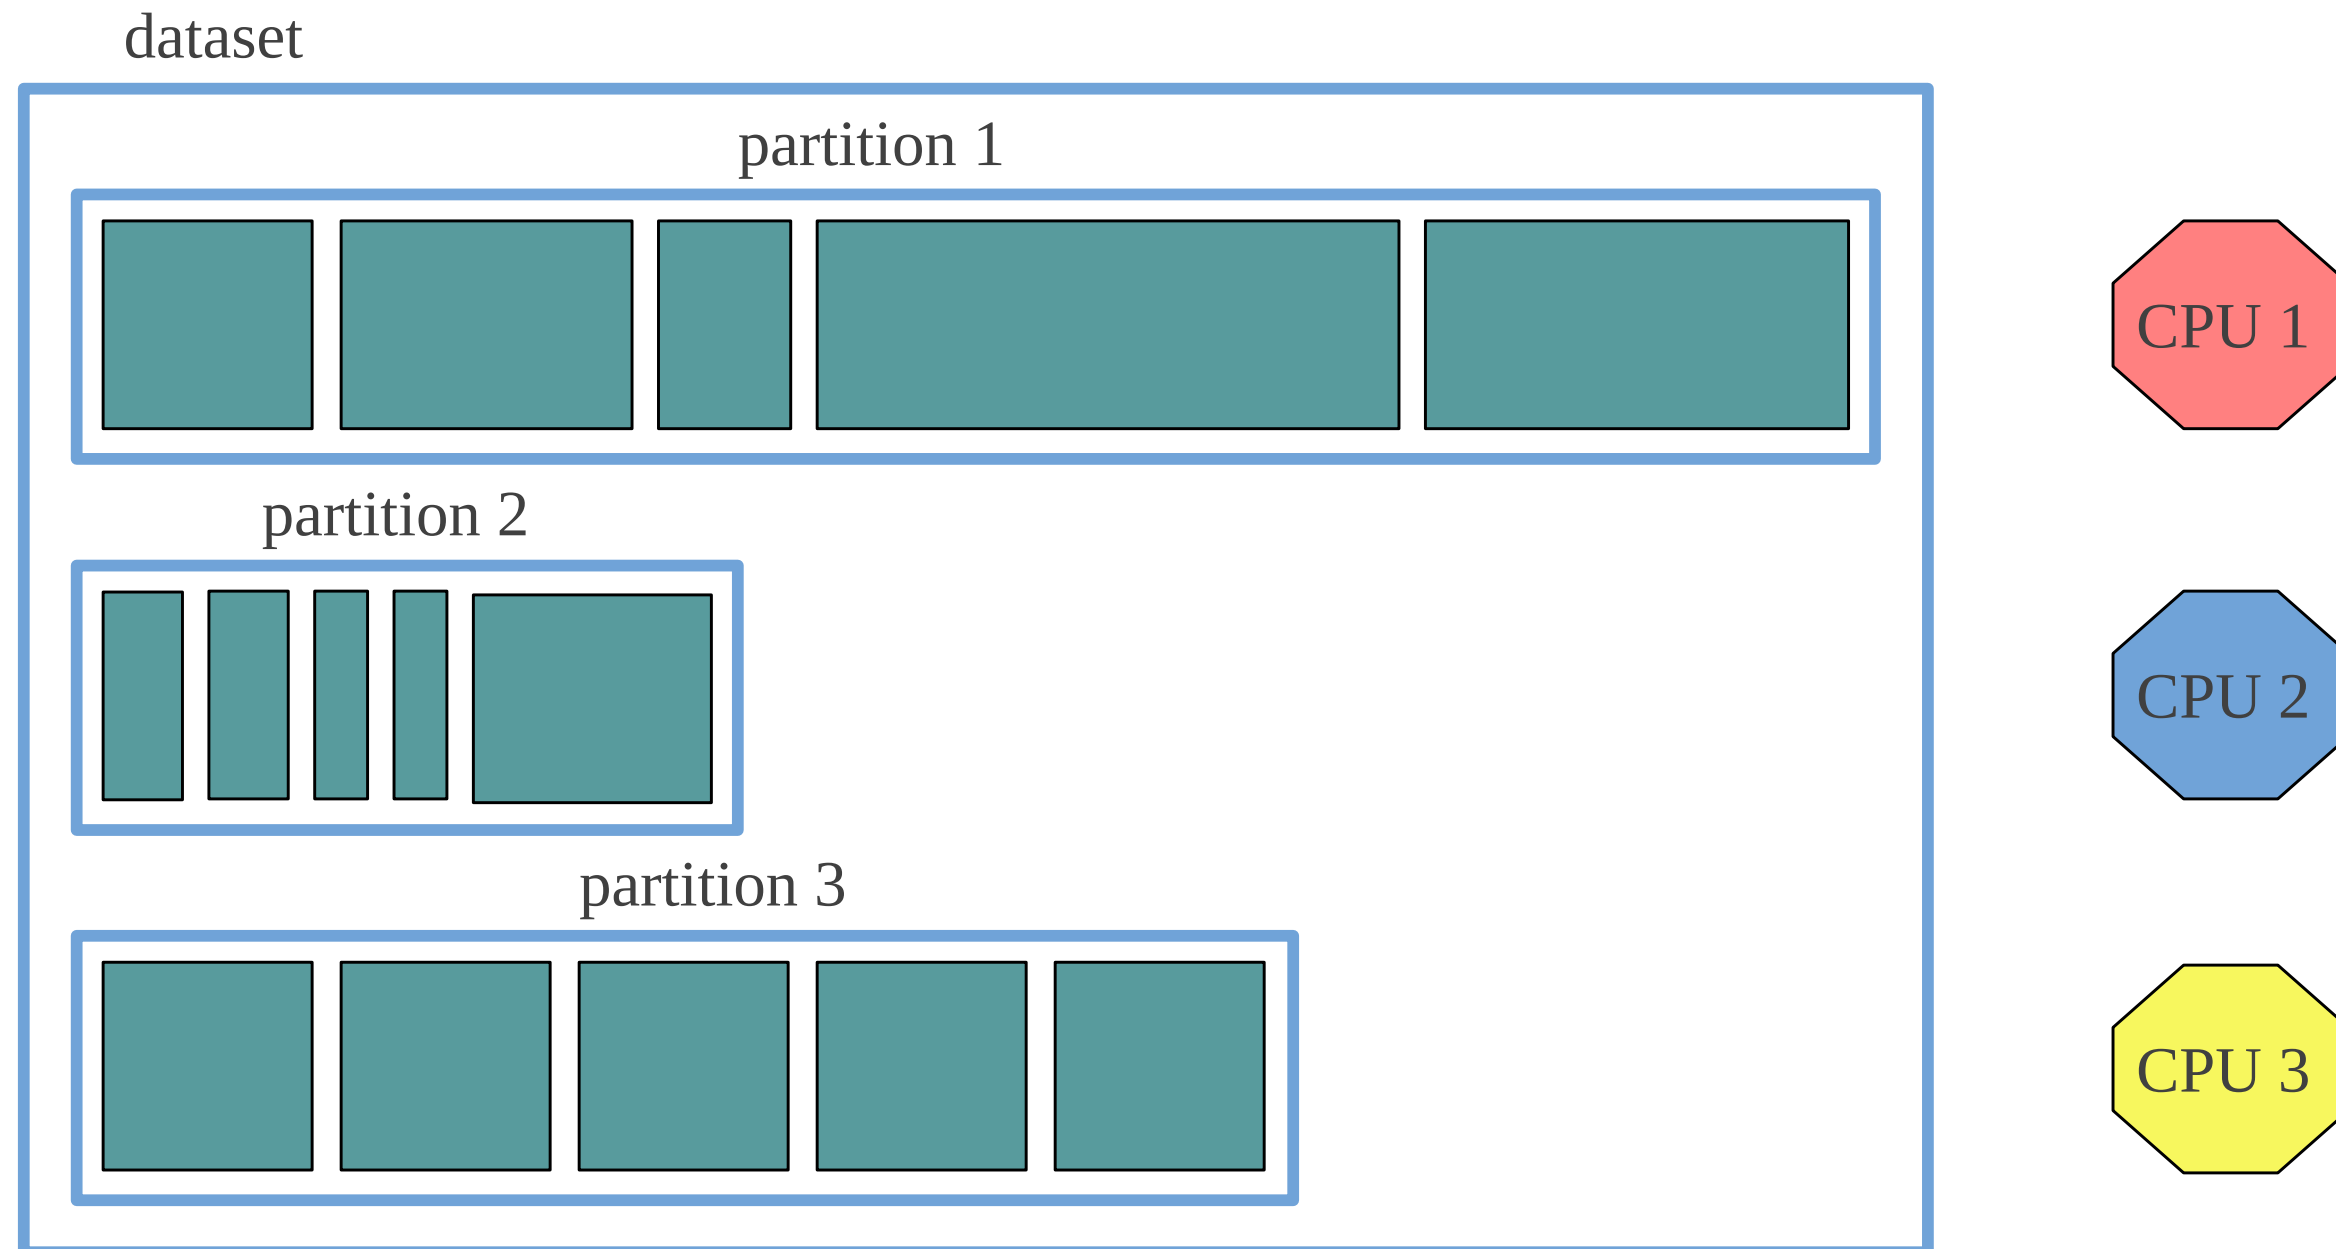 dataset
partition 1
CPU 1
partition 2
CPU 2
partition 3
CPU 3